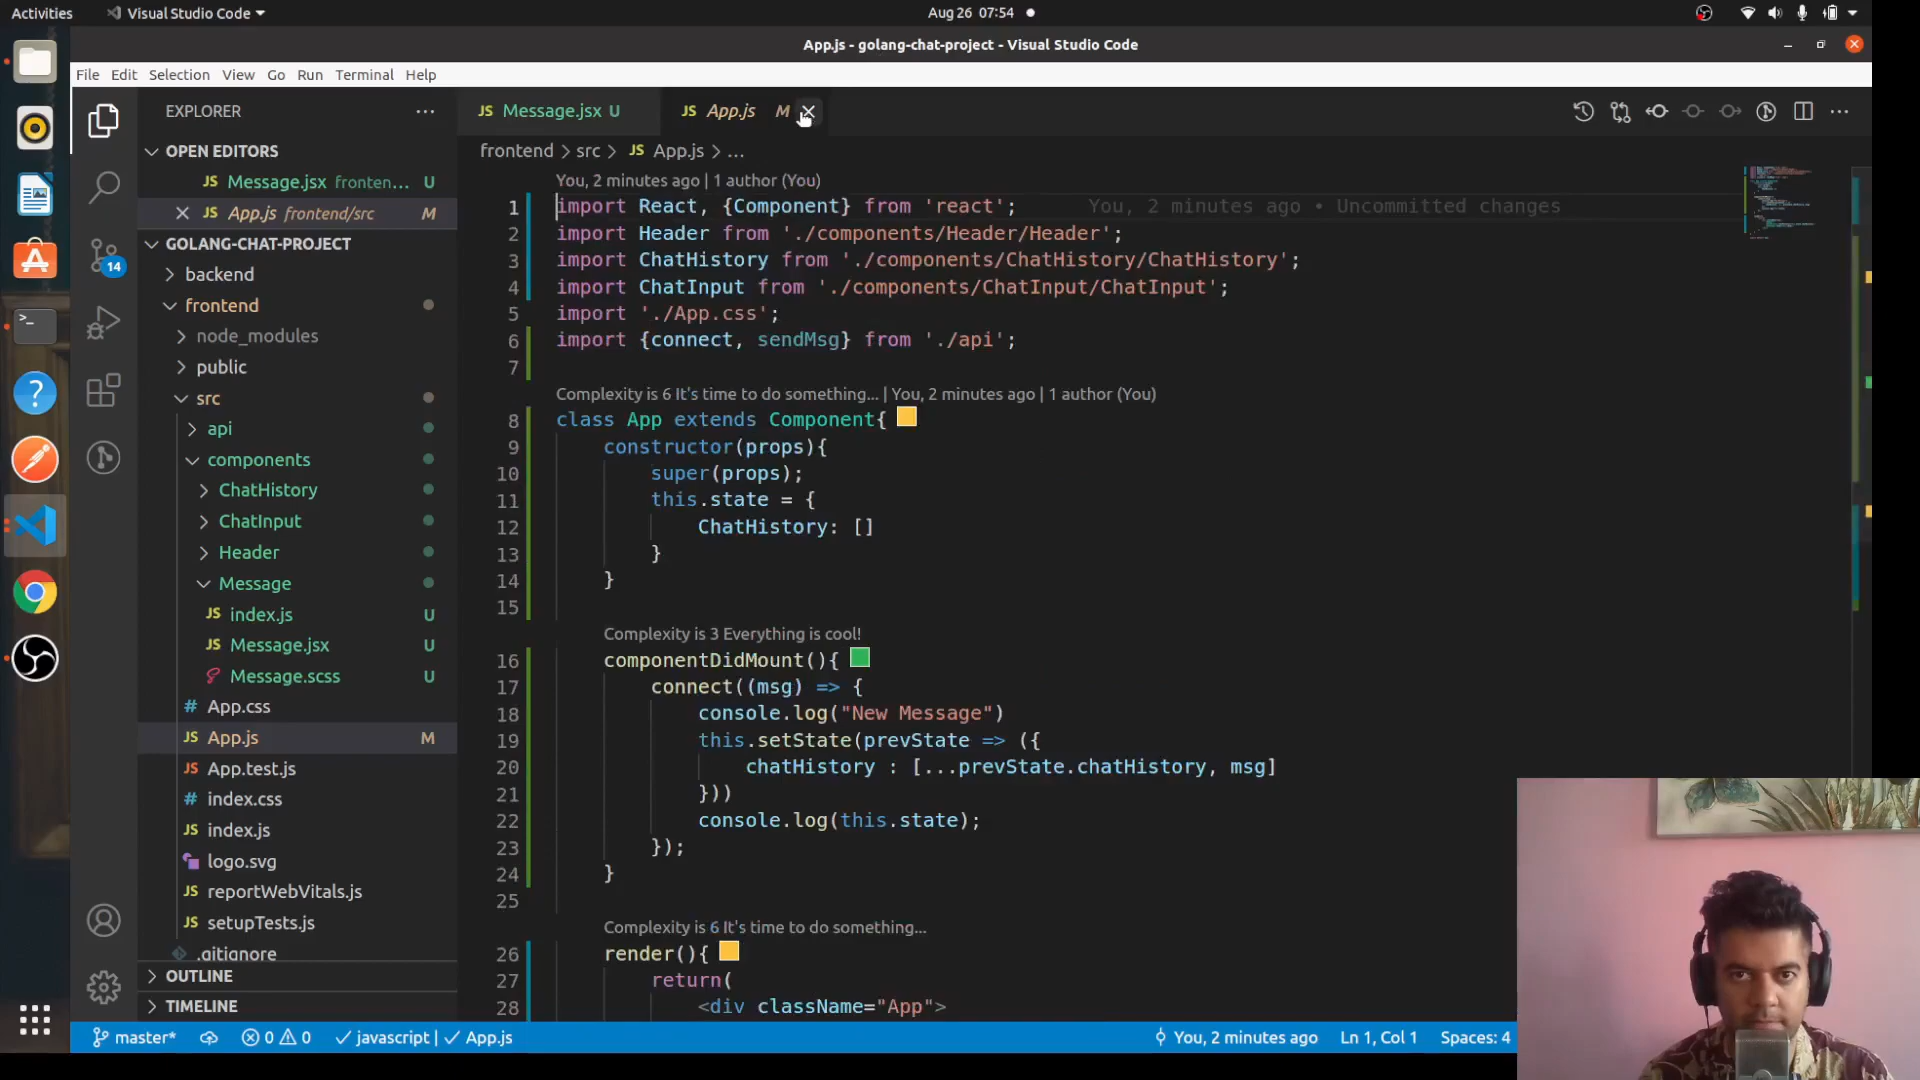 Activities
Visual Studio Code
Aug 26 07:54
App.js - golang-chat-project - Visual Studio Code
File Edit Selection View Go Run Terminal Help
EXPLORER
OPEN EDITORS
JS Message.jsx fronten... U
JS App.js frontend/src M
GOLANG-CHAT-PROJECT
backend
frontend
node_modules
public
src
api
components
ChatHistory
ChatInput
Header
Message
JS index.js U
JS Message.jsx U
Message.scss U
# App.css
JS App.js M
JS App.test.js
# index.css
JS index.js
logo.svg
JS reportWebVitals.js
JS setupTests.js
.gitignore
OUTLINE
TIMELINE
14
JS Message.jsx U
JS App.js M
frontend > src > JS App.js > ...
You, 2 minutes ago | 1 author (You)
1 import React, {Component} from 'react'; You, 2 minutes ago • Uncommitted changes
2 import Header from './components/Header/Header';
3 import ChatHistory from './components/ChatHistory/ChatHistory';
4 import ChatInput from './components/ChatInput/ChatInput';
5 import './App.css';
6 import {connect, sendMsg} from './api';
7
Complexity is 6 It's time to do something... | You, 2 minutes ago | 1 author (You)
8 class App extends Component{
9 constructor(props){
10 super(props);
11 this.state = {
12 ChatHistory: []
13 }
14 }
15
Complexity is 3 Everything is cool!
16 componentDidMount(){
17 connect((msg) => {
18 console.log("New Message")
19 this.setState(prevState => ({
20 chatHistory : [...prevState.chatHistory, msg]
21 }))
22 console.log(this.state);
23 });
24 }
25
Complexity is 6 It's time to do something...
26 render(){
27 return(
28 <div className="App">
master* 0 0 javascript | App.js
You, 2 minutes ago Ln 1, Col 1 Spaces: 4